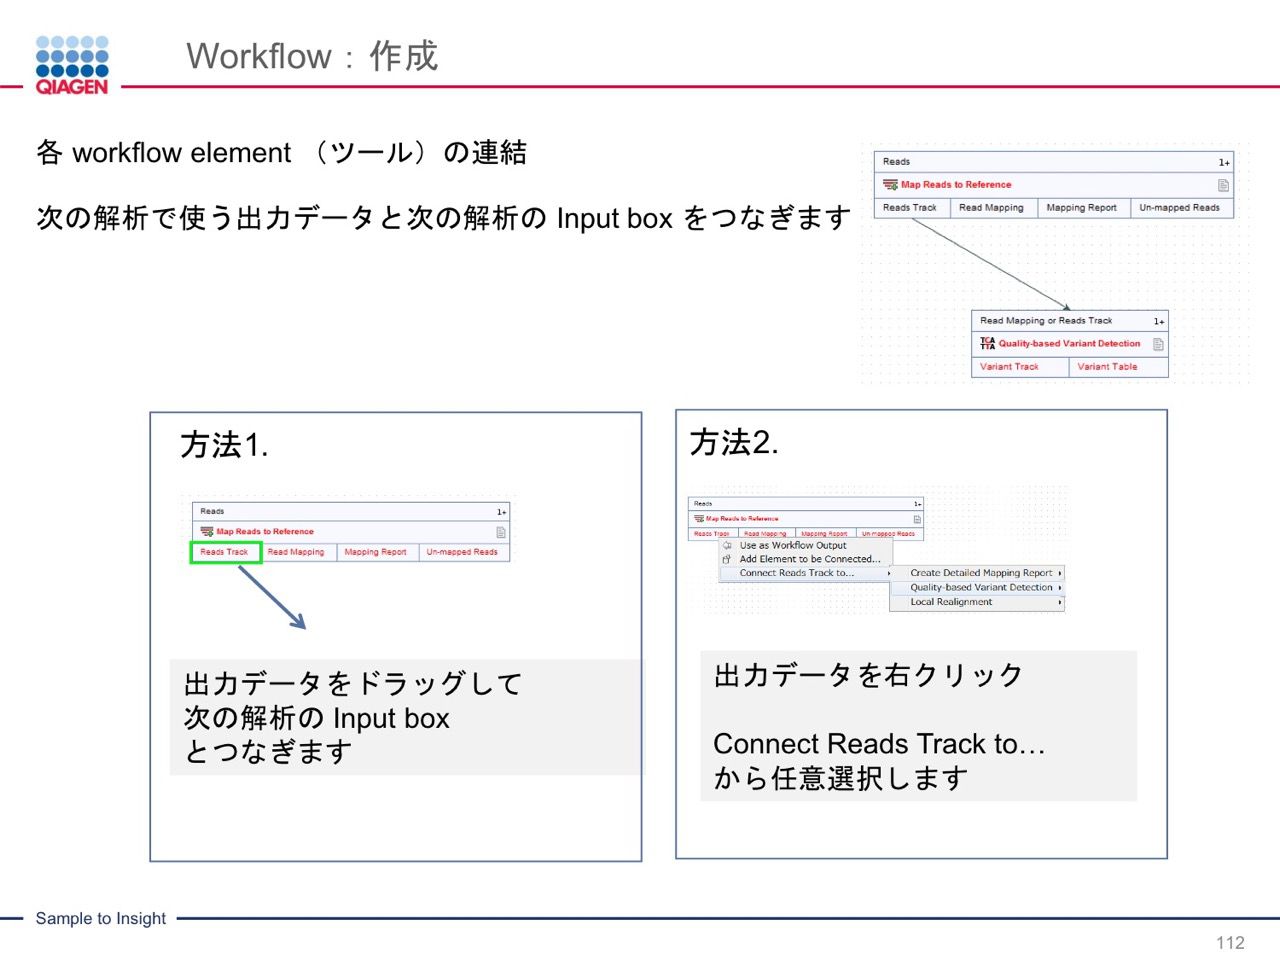 QIAGEN
Workflow：作成
各 workflow element （ツール）の連結
次の解析で使う出力データと次の解析の Input box をつなぎます
Reads 1+
Map Reads to Reference
Reads Track Read Mapping Mapping Report Un-mapped Reads
Read Mapping or Reads Track 1+
TCA
TTA
Quality-based Variant Detection
Variant Track Variant Table
方法1.
Reads 1+
Map Reads to Reference
Reads Track Read Mapping Mapping Report Un-mapped Reads
出力データをドラッグして
次の解析の Input box
とつなぎます
方法2.
Reads 1+
Map Reads to Reference
Reads Track Read Mapping Mapping Report Un-mapped Reads
Use as Workflow Output
Add Element to be Connected...
Connect Reads Track to...
Create Detailed Mapping Report
Quality-based Variant Detection
Local Realignment
出力データを右クリック
Connect Reads Track to…
から任意選択します
Sample to Insight
112